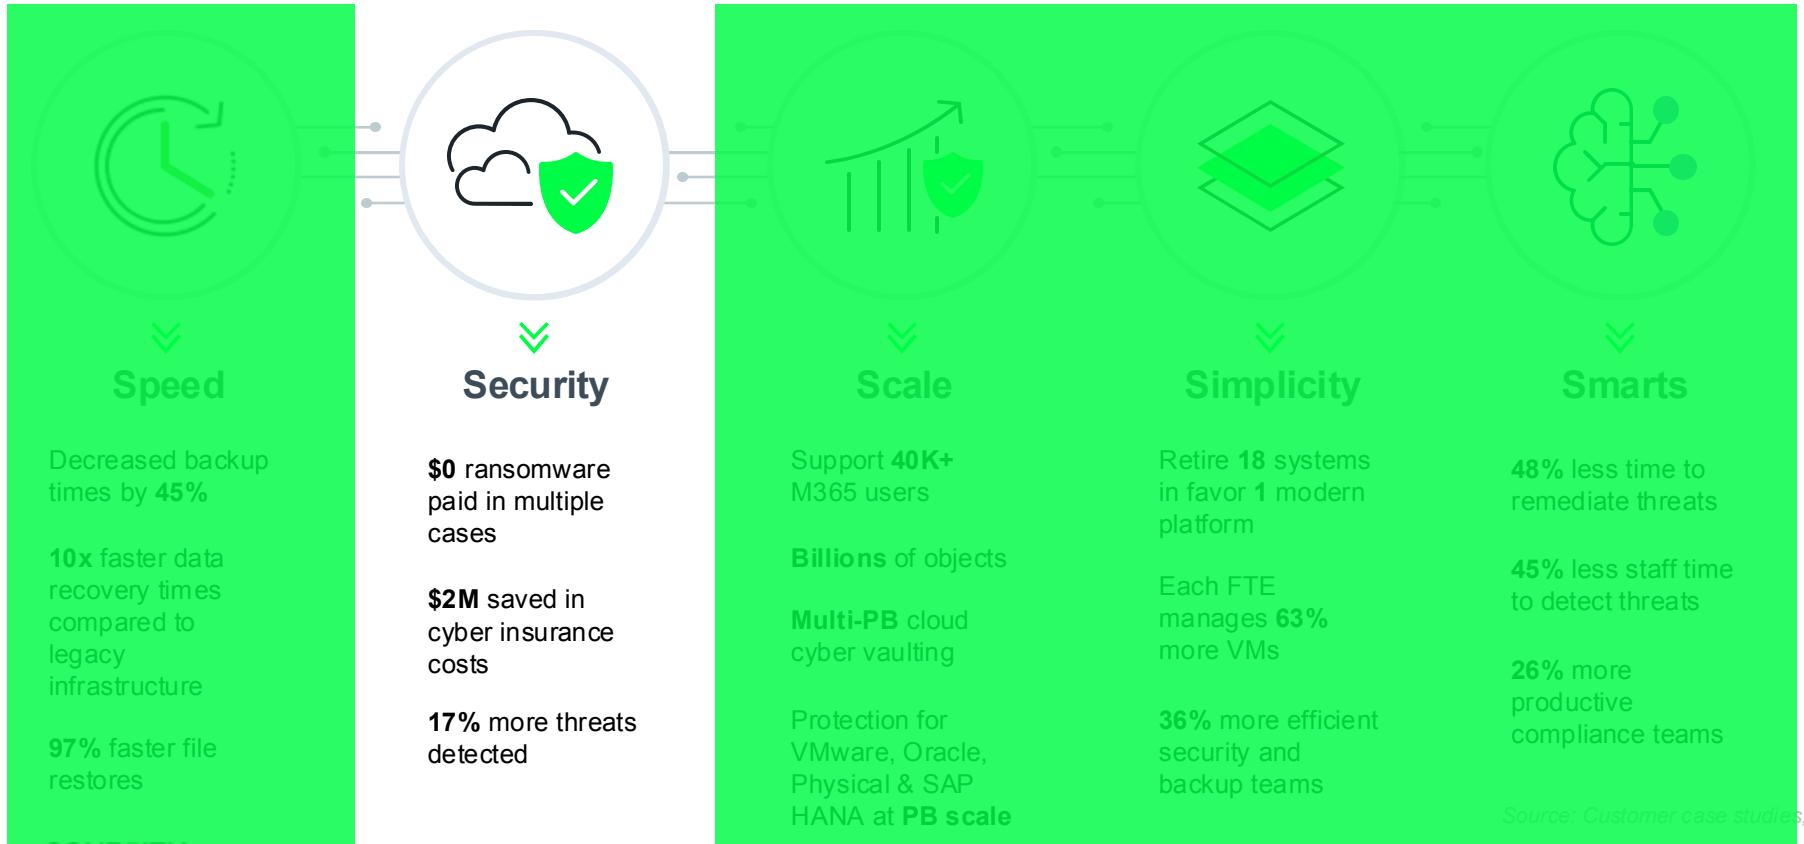 Speed
Decreased backup
times by 45%
10x faster data
recovery times
compared to
legacy
infrastructure
97% faster file
restores
Security
$0 ransomware
paid in multiple
cases
$2M saved in
cyber insurance
costs
17% more threats
detected
Scale
Support 40K+
M365 users
Billions of objects
Multi-PB cloud
cyber vaulting
Protection for
VMware, Oracle,
Physical & SAP
HANA at PB scale
Simplicity
Retire 18 systems
in favor 1 modern
platform
Each FTE
manages 63%
more VMs
36% more efficient
security and
backup teams
Smarts
48% less time to
remediate threats
45% less staff time
to detect threats
26% more
productive
compliance teams
Source: Customer case studies,